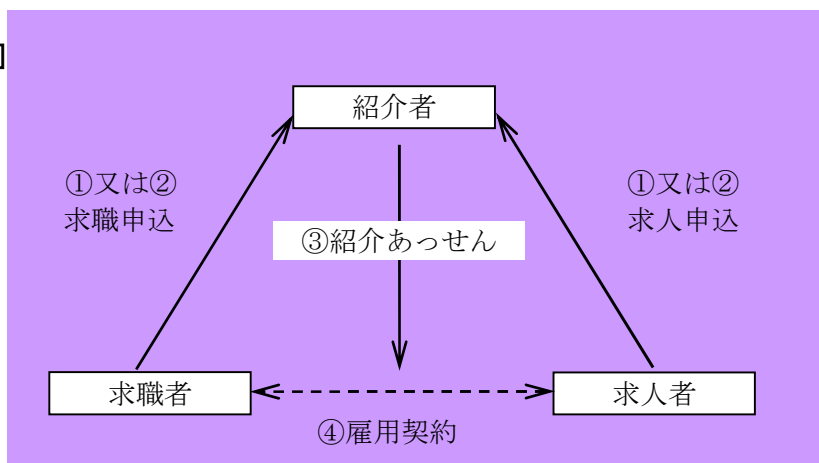 紹介者
①又は②
求職申込
①又は②
求人申込
③紹介あっせん
求職者
求人者
④雇用契約